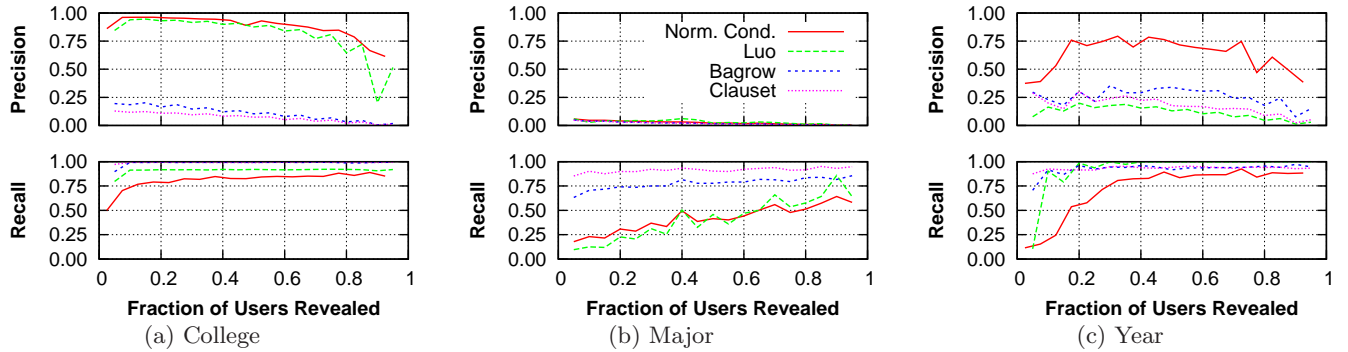 1.00
0.75
0.50
0.25
0.00
Precision
1.00
0.75
0.50
0.25
0.00
Recall
0 0.2 0.4 0.6 0.8 1
Fraction of Users Revealed
(a) College
1.00
0.75
0.50
0.25
0.00
Precision
Norm. Cond.
Luo
Bagrow
Clauset
1.00
0.75
0.50
0.25
0.00
Recall
0 0.2 0.4 0.6 0.8 1
Fraction of Users Revealed
(b) Major
1.00
0.75
0.50
0.25
0.00
Precision
1.00
0.75
0.50
0.25
0.00
Recall
0 0.2 0.4 0.6 0.8 1
Fraction of Users Revealed
(c) Year